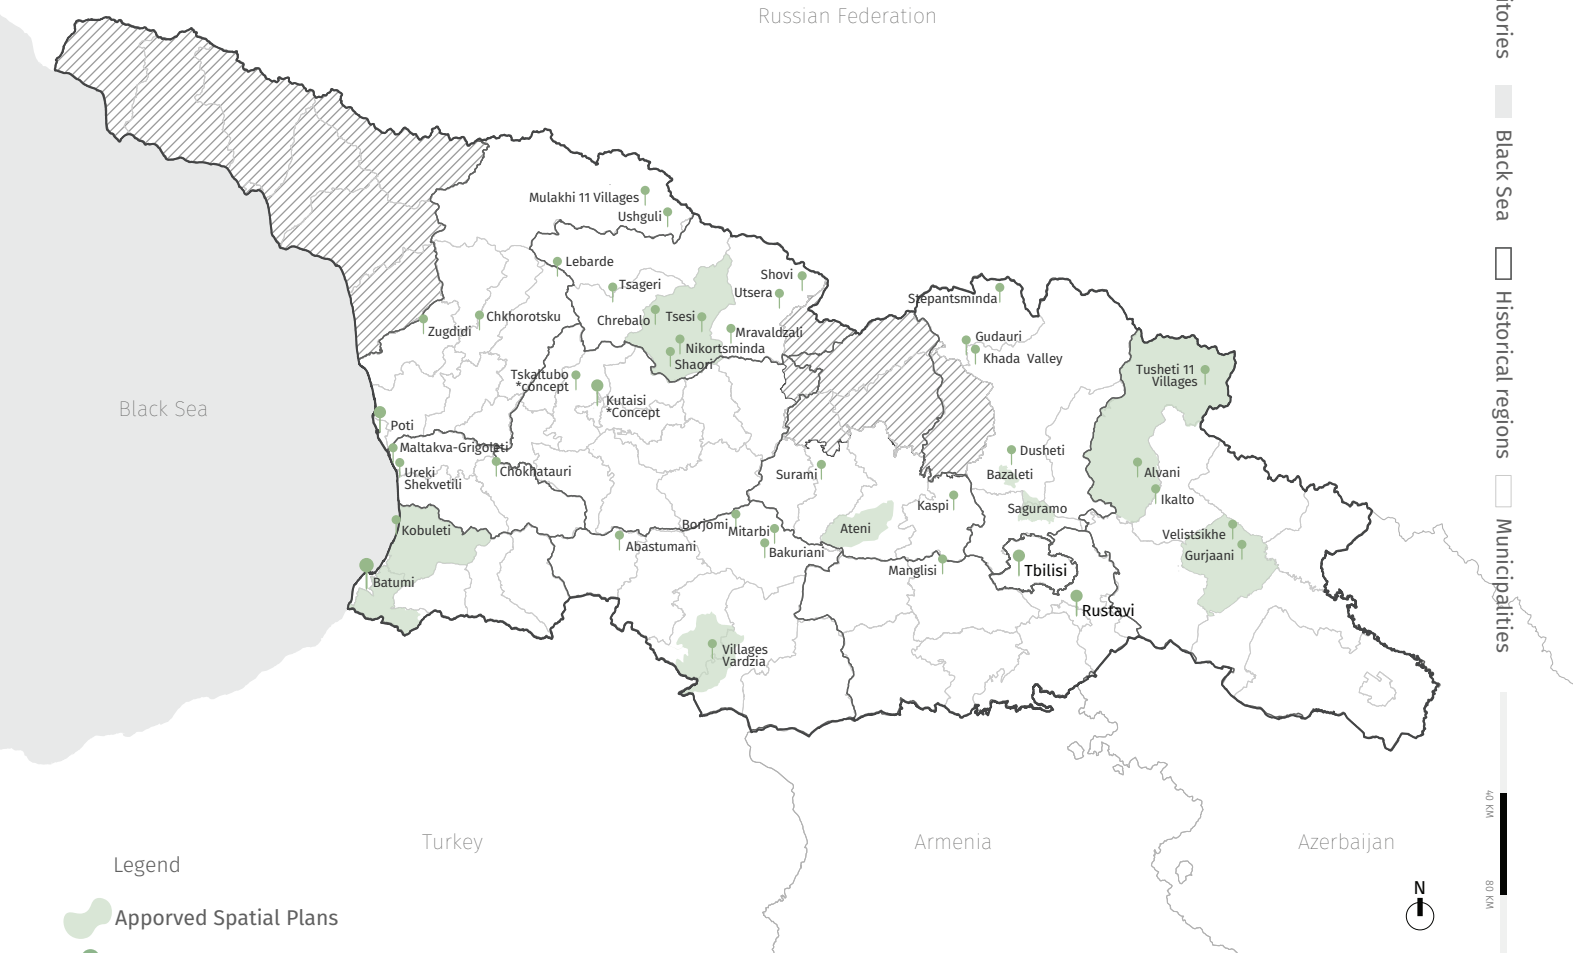 Russian Federation
itories
Black Sea
Historical regions
Municipalities
40 KM
80 KM
Mulakhi 11 Villages
Ushguli
Lebarde
Tsageri
Shovi
Utsera
Stepantsminda
Chkhorotsku
Zugdidi
Chrebalo
Tsesi
Mravaldzali
Nikortsminda
Shaori
Gudauri
Khada Valley
Tusheti 11
Villages
Tskaltubo
*concept
Kutaisi
*Concept
Black Sea
Poti
Maltakva-Grigoleti
Ureki
Shekvetili
Chokhatauri
Surami
Dusheti
Bazaleti
Alvani
Ikalto
Kaspi
Saguramo
Kobuleti
Borjomi
Mitarbi
Ateni
Velistsikhe
Gurjaani
Abastumani
Bakuriani
Manglisi
Tbilisi
Batumi
Rustavi
Villages
Vardzia
Turkey
Armenia
Azerbaijan
Legend
N
Apporved Spatial Plans